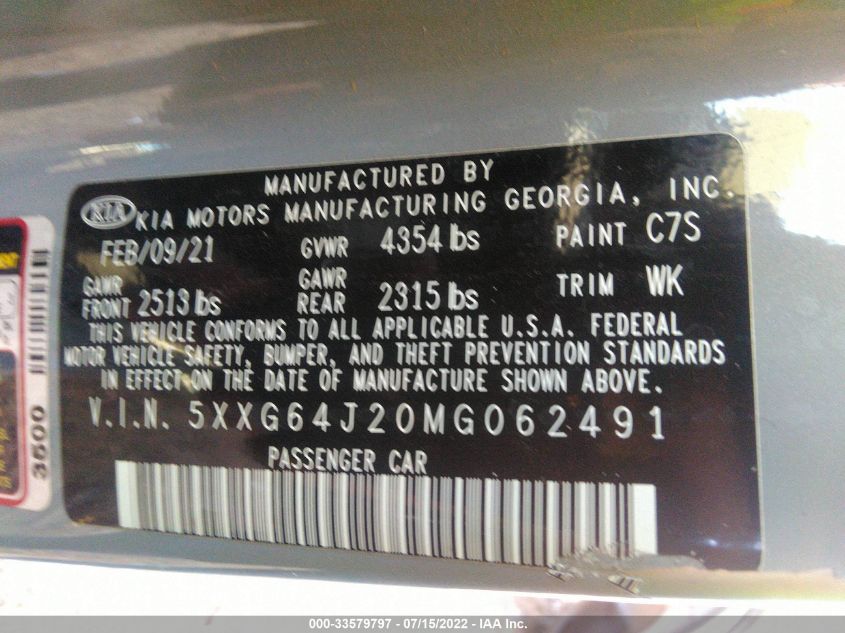 MANUFACTURED BY
KIA KIA MOTORS MANUFACTURING GEORGIA, INC.
FEB/09/21 GVWR 4354 lbs PAINT C7S
GAWR FRONT 2513 lbs GAWR REAR 2315 lbs TRIM WK
THIS VEHICLE CONFORMS TO ALL APPLICABLE U.S.A. FEDERAL
MOTOR VEHICLE SAFETY, BUMPER, AND THEFT PREVENTION STANDARDS
IN EFFECT ON THE DATE OF MANUFACTURE SHOWN ABOVE.
V.I.N. 5XXG64J20MG062491
PASSENGER CAR
3600
000-33579797 - 07/15/2022 - IAA Inc.